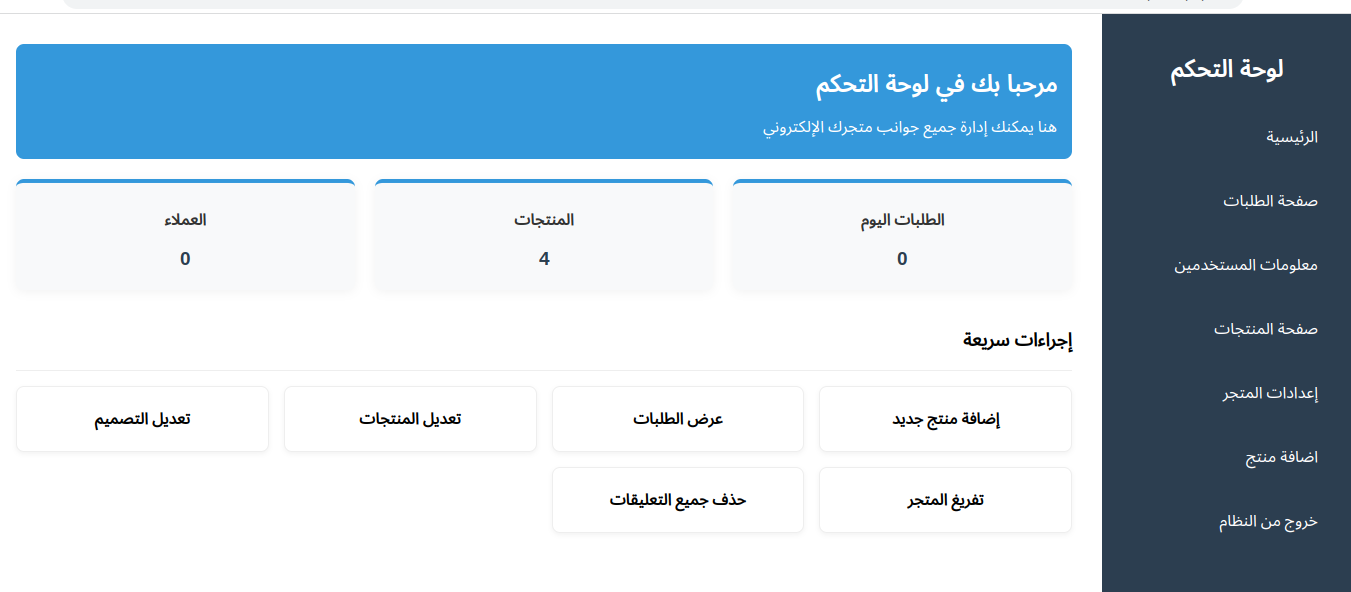 لوحة التحكم
الرئيسية
صفحة الطلبات
معلومات المستخدمين
صفحة المنتجات
إعدادات المتجر
اضافة منتج
خروج من النظام
مرحبا بك في لوحة التحكم
هنا يمكنك إدارة جميع جوانب متجرك الإلكتروني
الطلبات اليوم
0
المنتجات
4
العملاء
0
إجراءات سريعة
إضافة منتج جديد
عرض الطلبات
تعديل المنتجات
تعديل التصميم
تفريغ المتجر
حذف جميع التعليقات